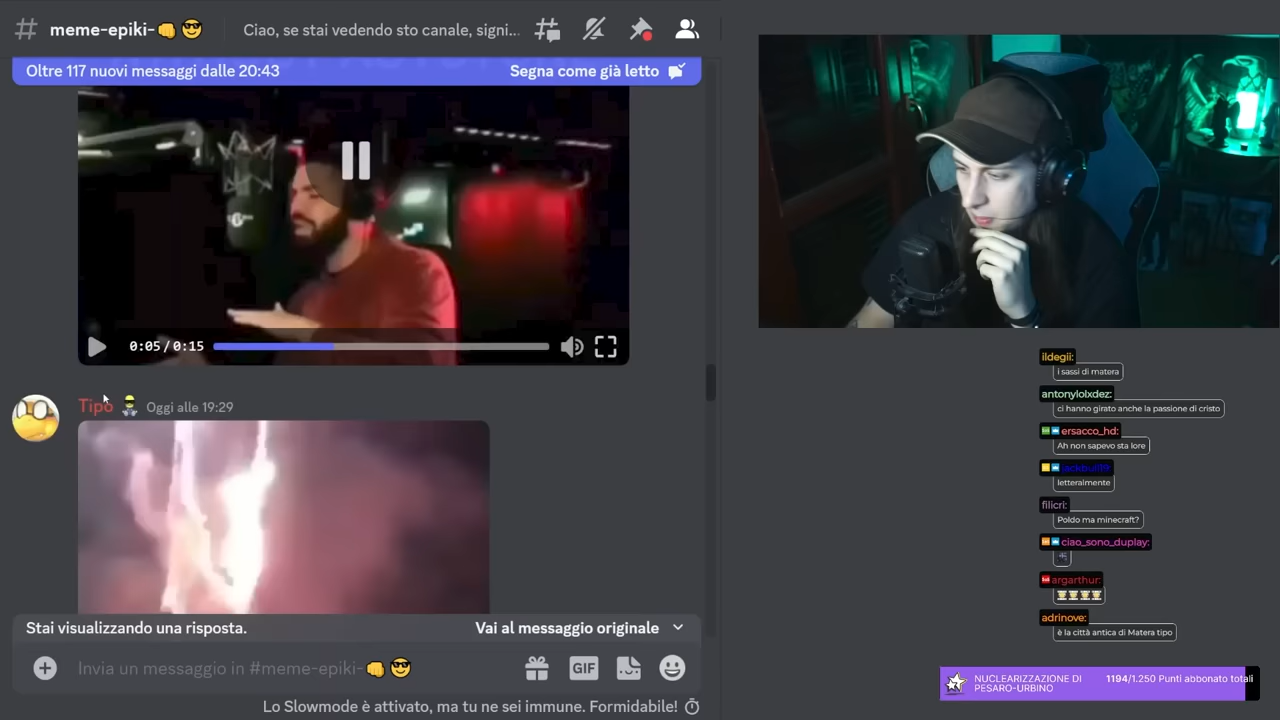 meme-epiki-👊😎
Ciao, se stai vedendo sto canale, signi...
Oltre 117 nuovi messaggi dalle 20:43
Segna come già letto
0:05/0:15
Tipo
Oggi alle 19:29
Stai visualizzando una risposta.
Vai al messaggio originale
Invia un messaggio in #meme-epiki-👊😎
GIF
Lo Slowmode è attivato, ma tu ne sei immune. Formidabile!
ildegii:
i sassi di matera
antonylolxdez:
ci hanno girato anche la passione di cristo
ersacco_hd:
Ah non sapevo sta lore
letteralmente
filicri:
Poldo ma minecraft?
ciao_sono_duplay:
argarthur:
adrinove:
è la città antica di Matera tipo
NUCLEARIZZAZIONE DI
PESARO-URBINO
1194/1.250 Punti abbonato totali